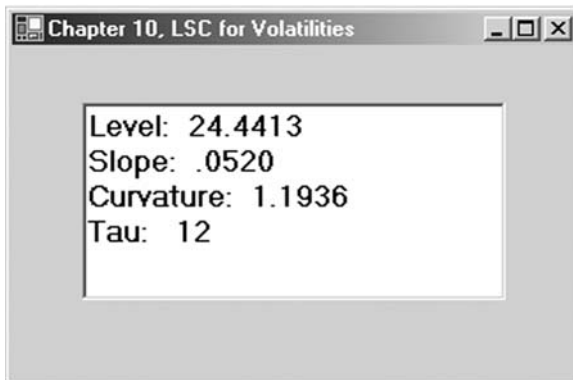 Chapter 10, LSC for Volatilities
Level: 24.4413
Slope: .0520
Curvature: 1.1936
Tau: 12